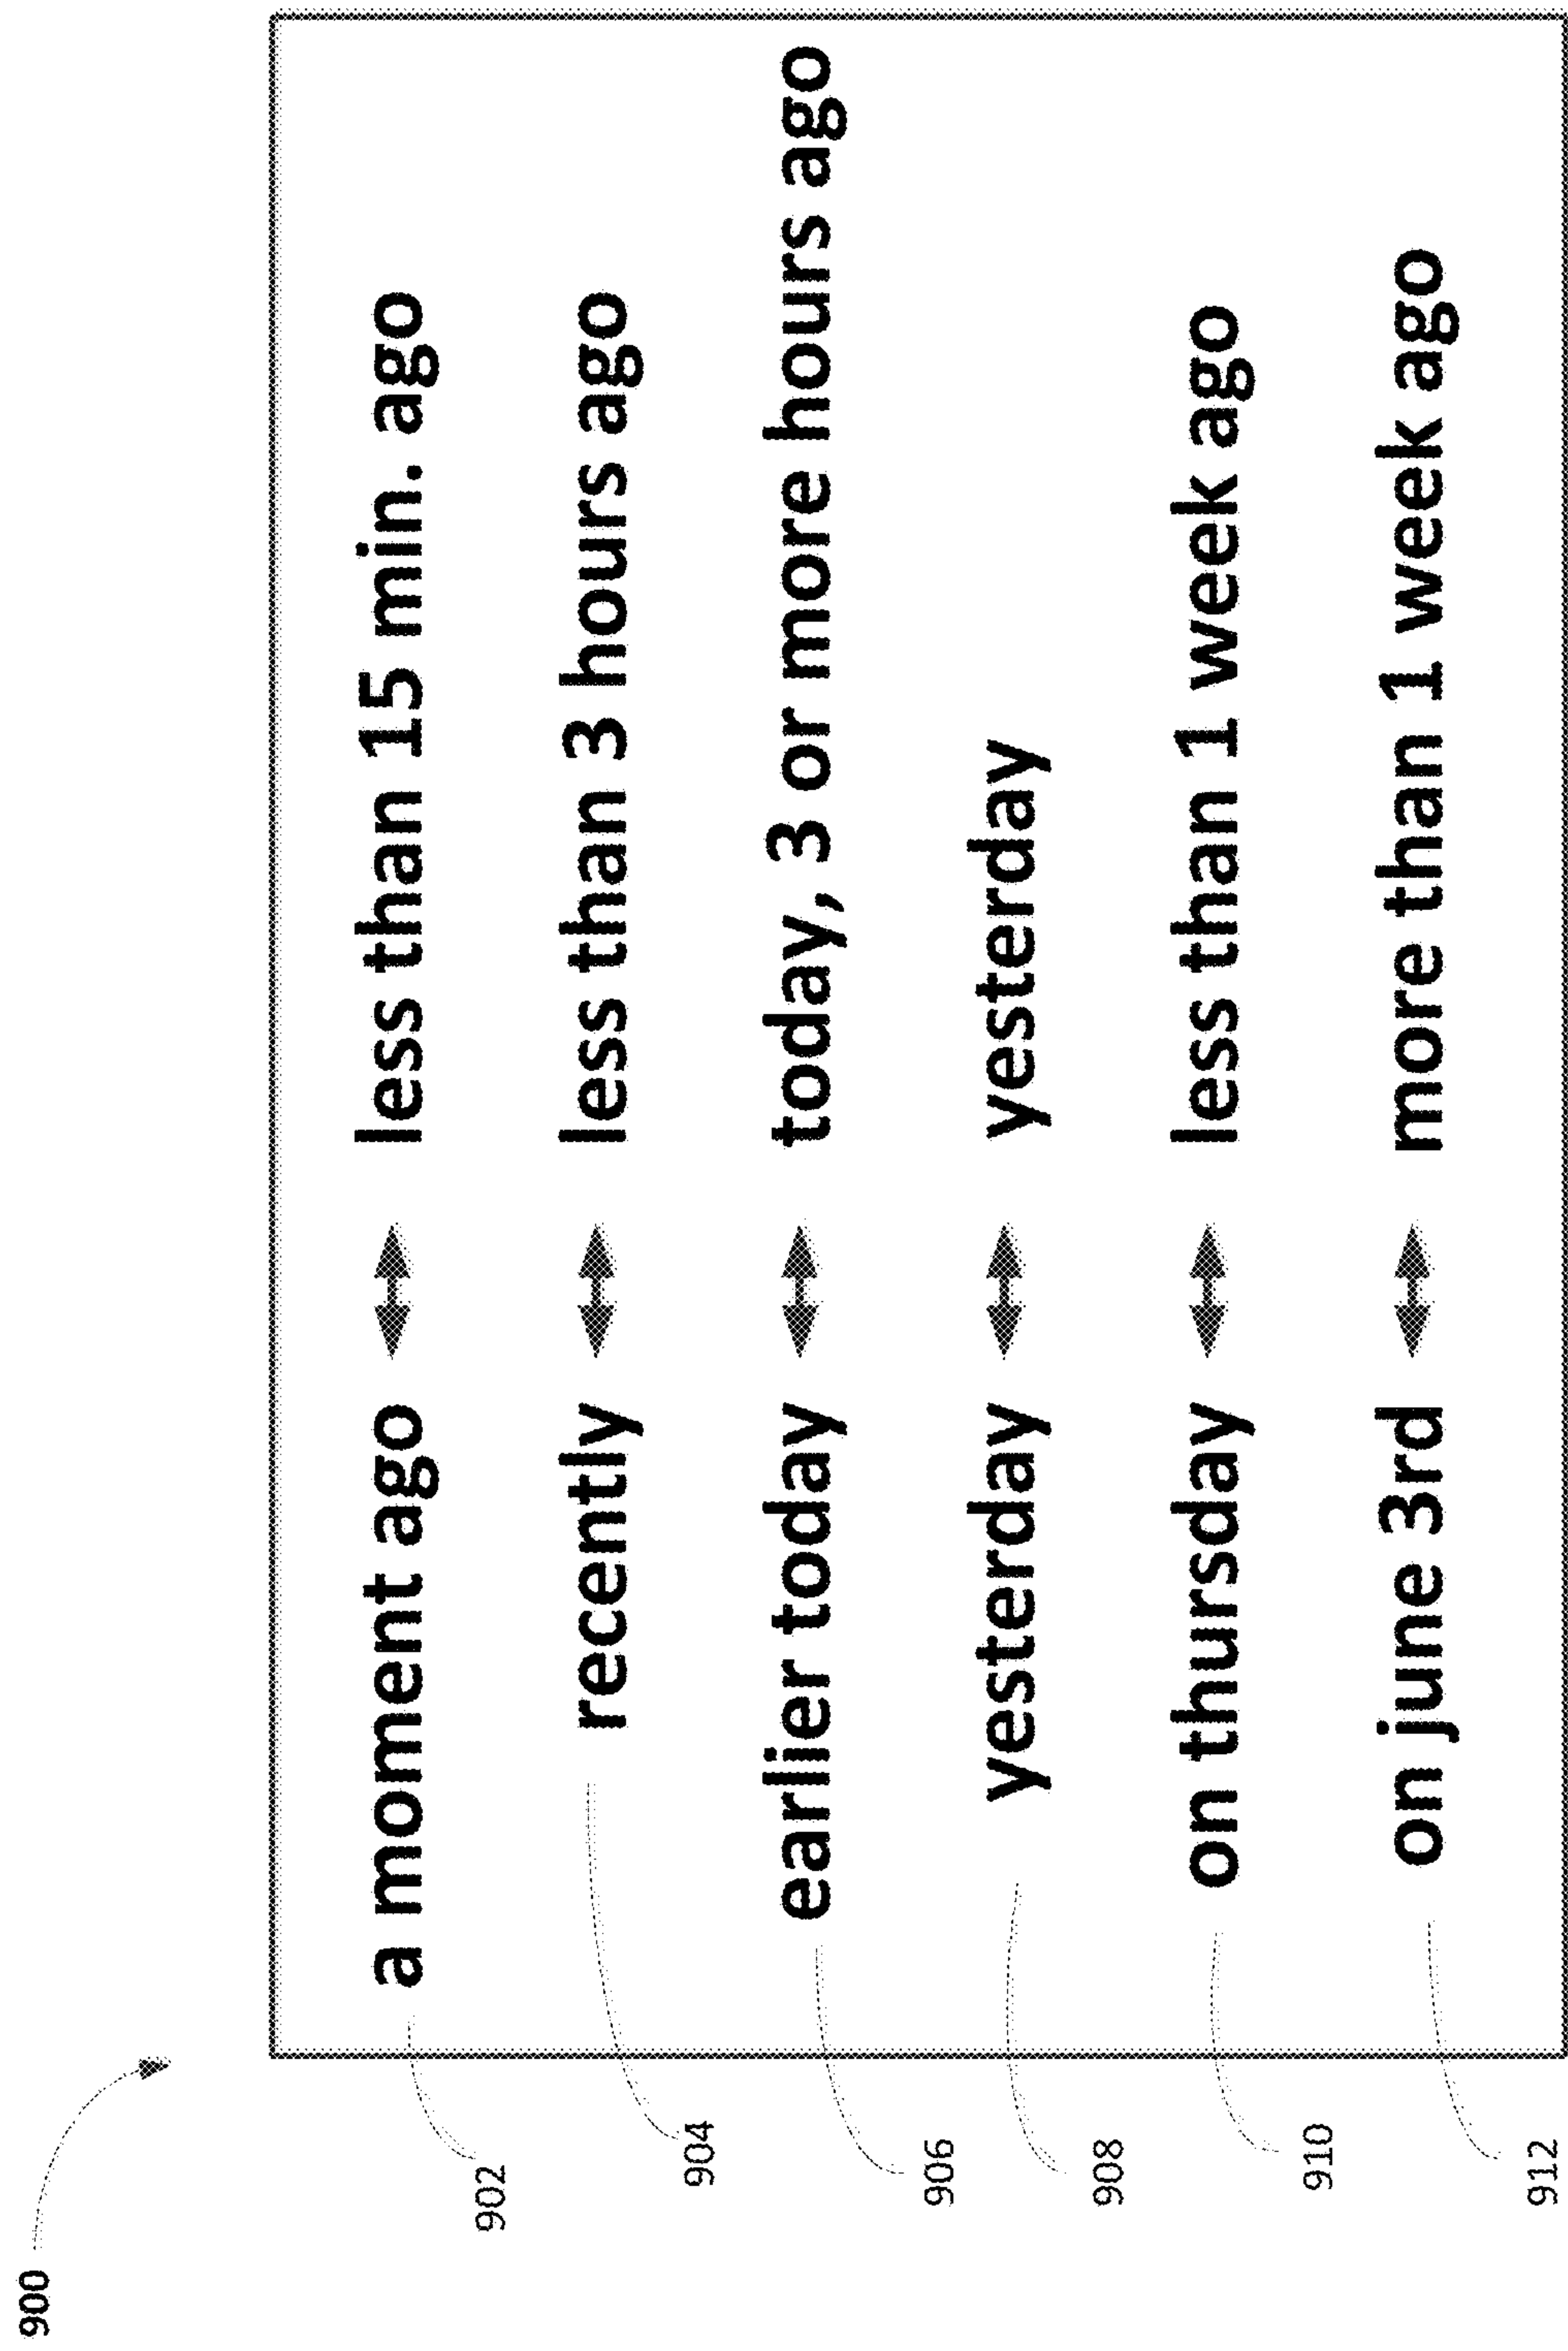 900
902 a moment ago less than 15 min. ago
904 recently less than 3 hours ago
906 earlier today today, 3 or more hours ago
908 yesterday yesterday
910 on thursday less than 1 week ago
912 on june 3rd more than 1 week ago